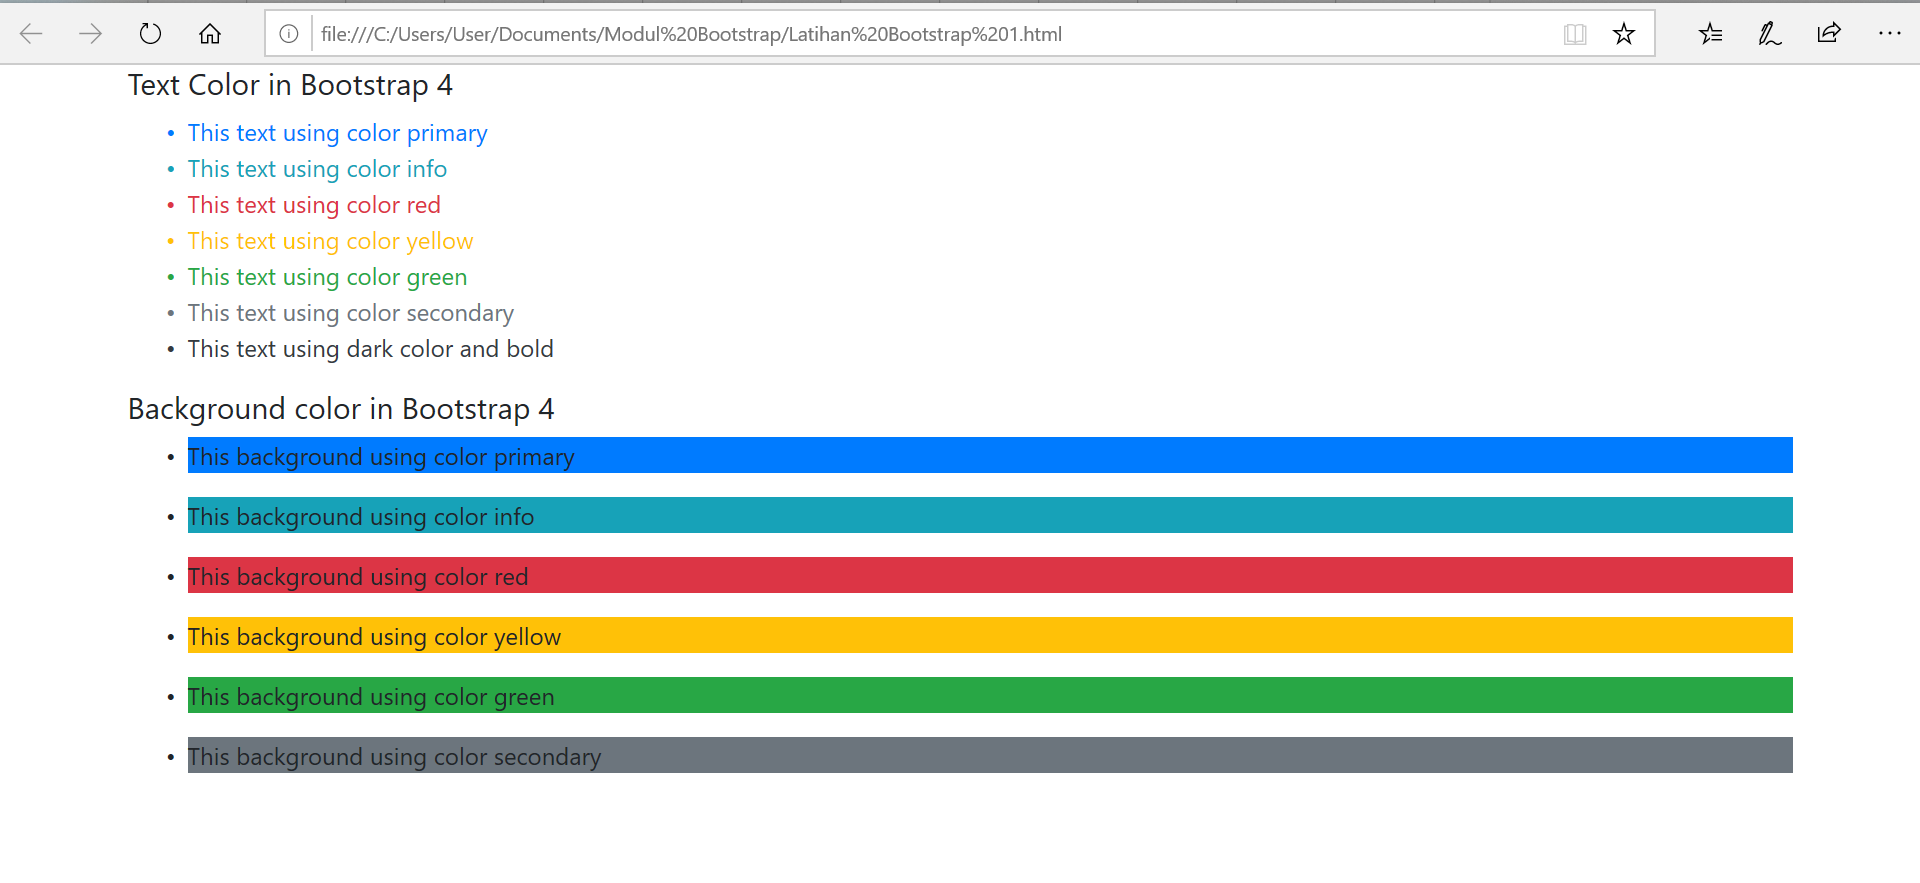 file:///C:/Users/User/Documents/Modul%20Bootstrap/Latihan%20Bootstrap%201.html
Text Color in Bootstrap 4
• This text using color primary
• This text using color info
• This text using color red
• This text using color yellow
• This text using color green
• This text using color secondary
• This text using dark color and bold
Background color in Bootstrap 4
• This background using color primary
• This background using color info
• This background using color red
• This background using color yellow
• This background using color green
• This background using color secondary